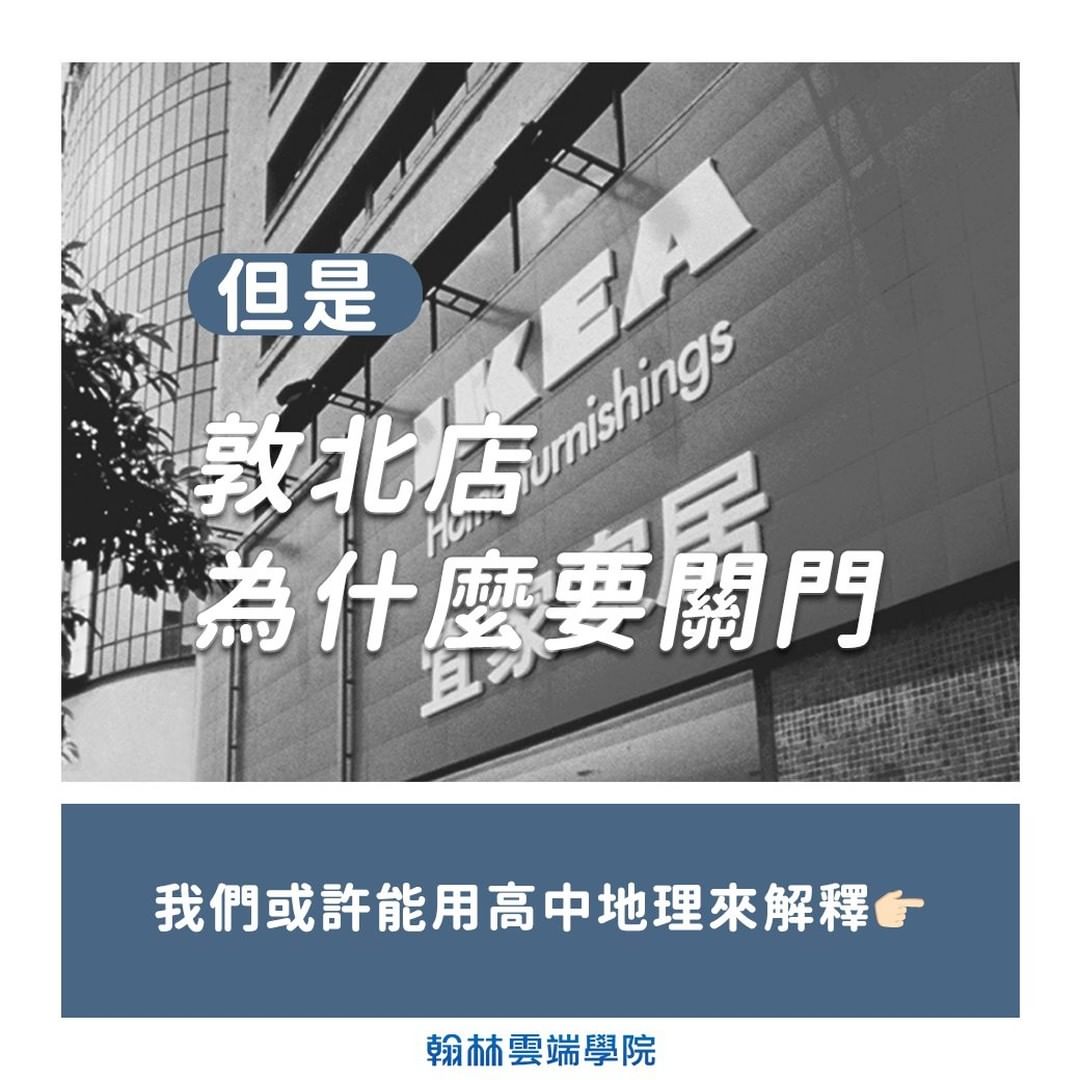 但是
IKEA
Home Furnishings
敦北店
宜家家居
為什麼要關門
我們或許能用高中地理來解釋👉🏻
翰林雲端學院